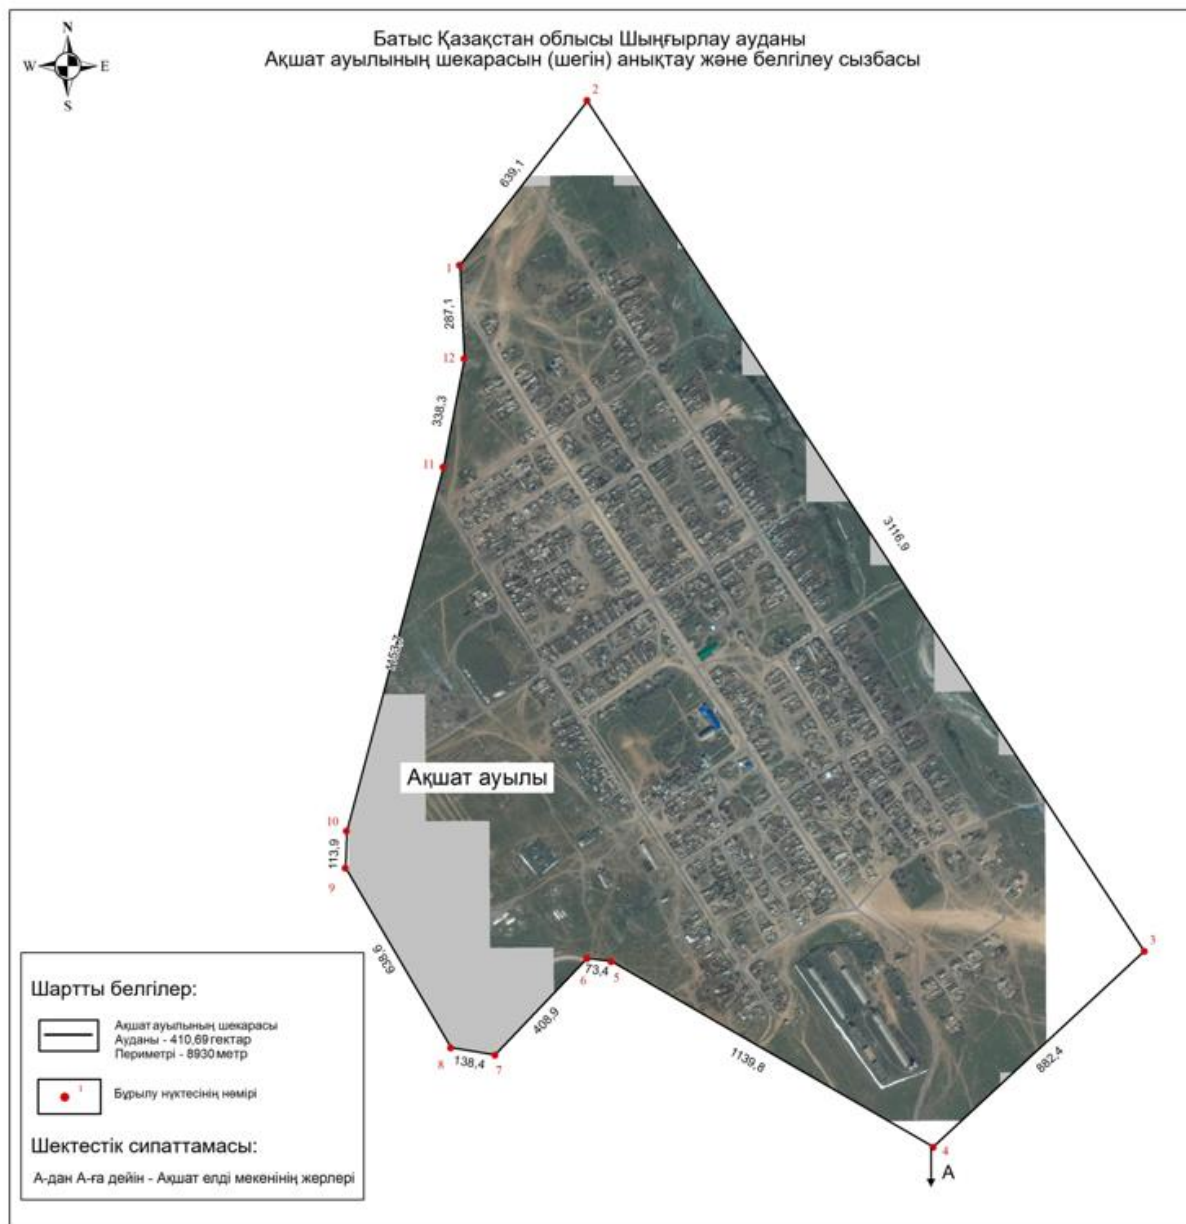 N
W E
S
Батыс Қазақстан облысы Шыңғырлау ауданы
Ақшат ауылының шекарасын (шегін) анықтау және белгілеу сызбасы
2
639,1
1
287,1
12
338,3
11
3116,9
Ақшат ауылы
10
113,9
9
638,6
3
6
73,4
5
408,9
8
138,4
7
1139,8
882,4
4
А
Шартты белгілер:
Ақшат ауылының шекарасы
Ауданы - 410,69 гектар
Периметрі - 8930 метр
1
Бұрылу нүктесінің нөмірі
Шектестік сипаттамасы:
А-дан А-ға дейін - Ақшат елді мекенінің жерлері